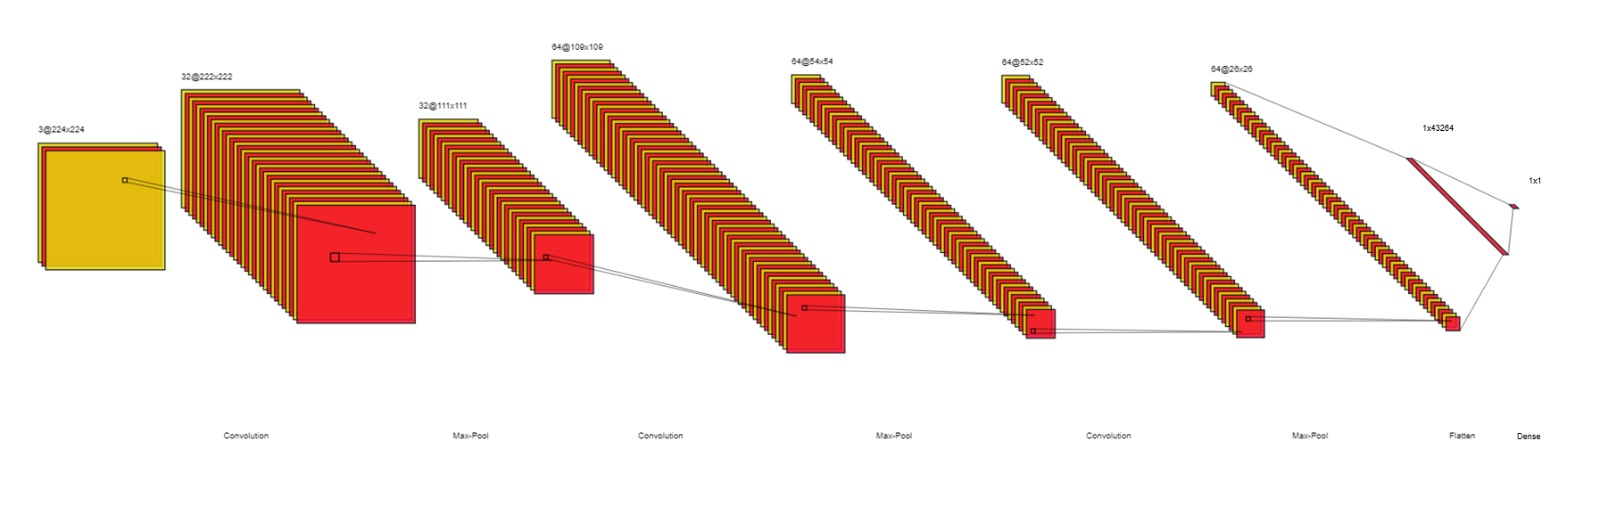 64@109x109
64@54x54
64@52x52
64@26x26
32@222x222
32@111x111
3@224x224
1x43264
1x1
Convolution
Max-Pool
Convolution
Max-Pool
Convolution
Max-Pool
Flatten
Dense